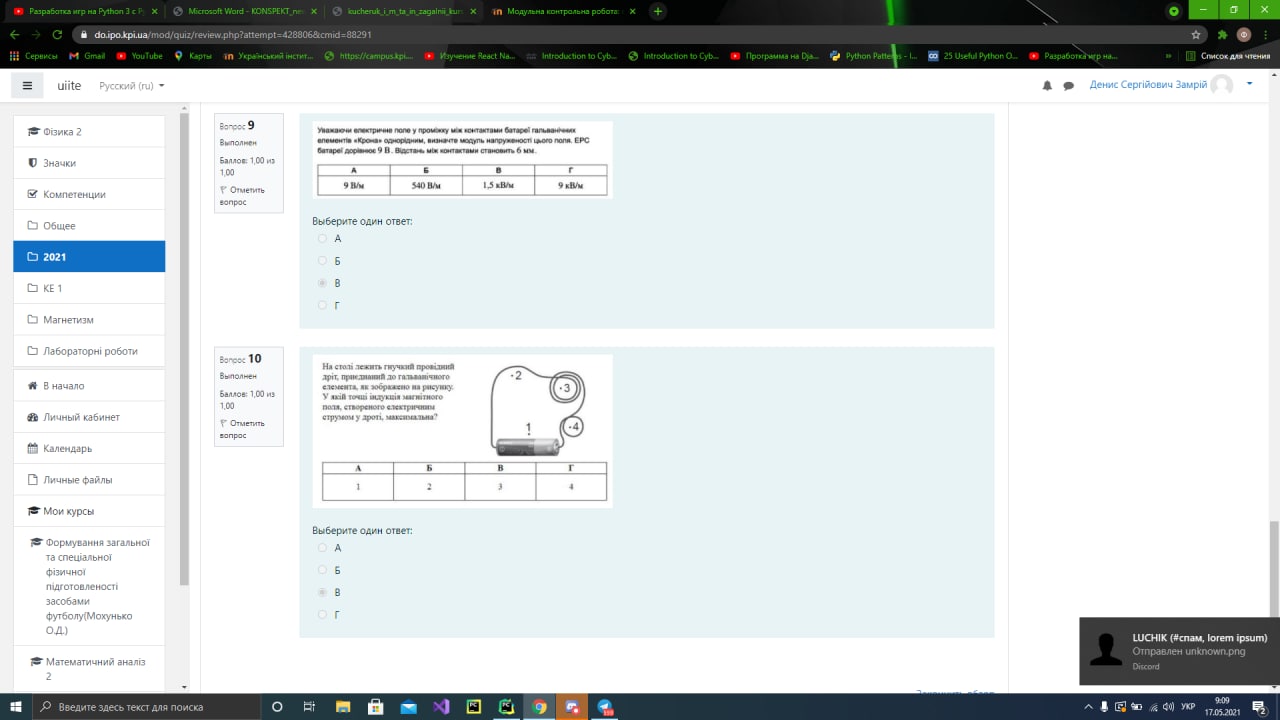 Разработка игр на Python 3 с P
Microsoft Word - KONSPEKT_new
kucheruk_i_m_ta_in_zagalnii_kurs
Модульна контрольна робота:
do.ipo.kpi.ua/mod/quiz/review.php?attempt=428806&cmid=88291
Сервисы
Gmail
YouTube
Карты
Український інстит...
https://campus.kpi...
Изучение React Na...
Introduction to Cyb...
Introduction to Cyb...
Программа на Dja...
Python Patterns - I...
25 Useful Python O...
Разработка игр на...
»
Список для чтения
uiite
Русский (ru)
Денис Сергійович Замрій
Фізика 2
Значки
Компетенции
Общее
2021
КЕ 1
Магнетизм
Лабораторні роботи
В начало
Личный кабинет
Календарь
Личные файлы
Мои курсы
Формування загальної
та спеціальної
фізичної
підготовленості
засобами
футболу(Мохунько
О.Д.)
Математичний аналіз
2
Вопрос 9
Выполнен
Баллов: 1,00 из
1,00
Отметить
вопрос
Уважаючи електричне поле у проміжку між контактами батареї гальванічних
елементів «Крона» однорідним, визначте модуль напруженості цього поля. ЕРС
батареї дорівнює 9 В. Відстань між контактами становить 6 мм.
А Б В Г
9 В/м 540 В/м 1,5 кВ/м 9 кВ/м
Выберите один ответ:
А
Б
В
Г
Вопрос 10
Выполнен
Баллов: 1,00 из
1,00
Отметить
вопрос
На столі лежить гнучкий провідний
дріт, приєднаний до гальванічного
елемента, як зображено на рисунку.
У якій точці індукція магнітного
поля, створеного електричним
струмом у дроті, максимальна?
2
3
1
4
А Б В Г
1 2 3 4
Выберите один ответ:
А
Б
В
Г
LUCHIK (#спам, lorem ipsum)
Отправлен unknown.png
Discord
Введите здесь текст для поиска
УКР
9:09
17.05.2021
2